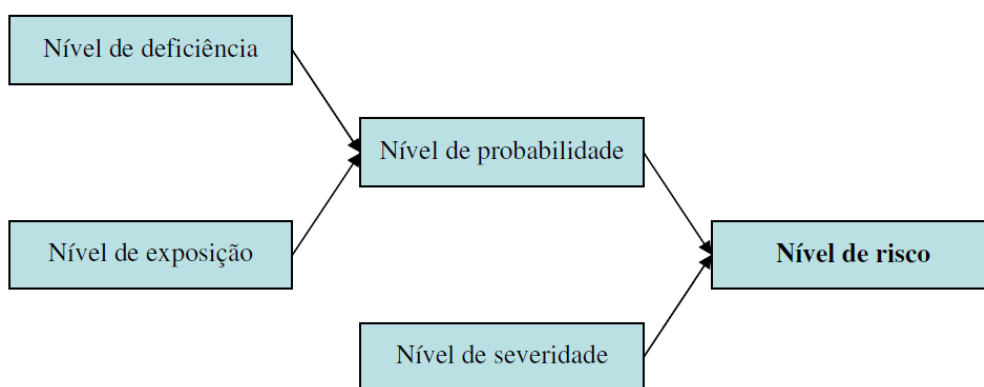 Nível de deficiência
Nível de probabilidade
Nível de exposição
Nível de risco
Nível de severidade